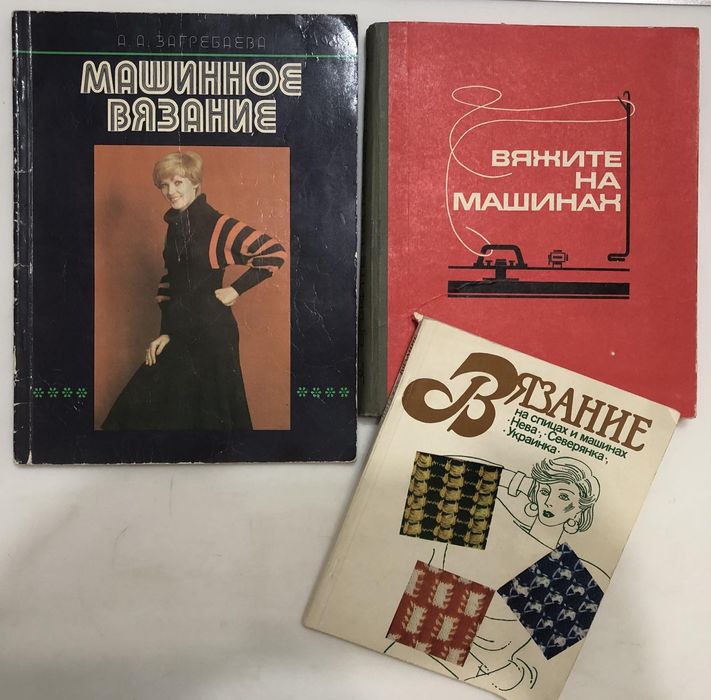 А. А. ЗАГРЕБАЕВА
МАШИННОЕ
ВЯЗАНИЕ
ВЯЖИТЕ
НА
МАШИНАХ
ВЯЗАНИЕ
на спицах и машинах
·Нева·, ·Северянка·,
·Украинка·